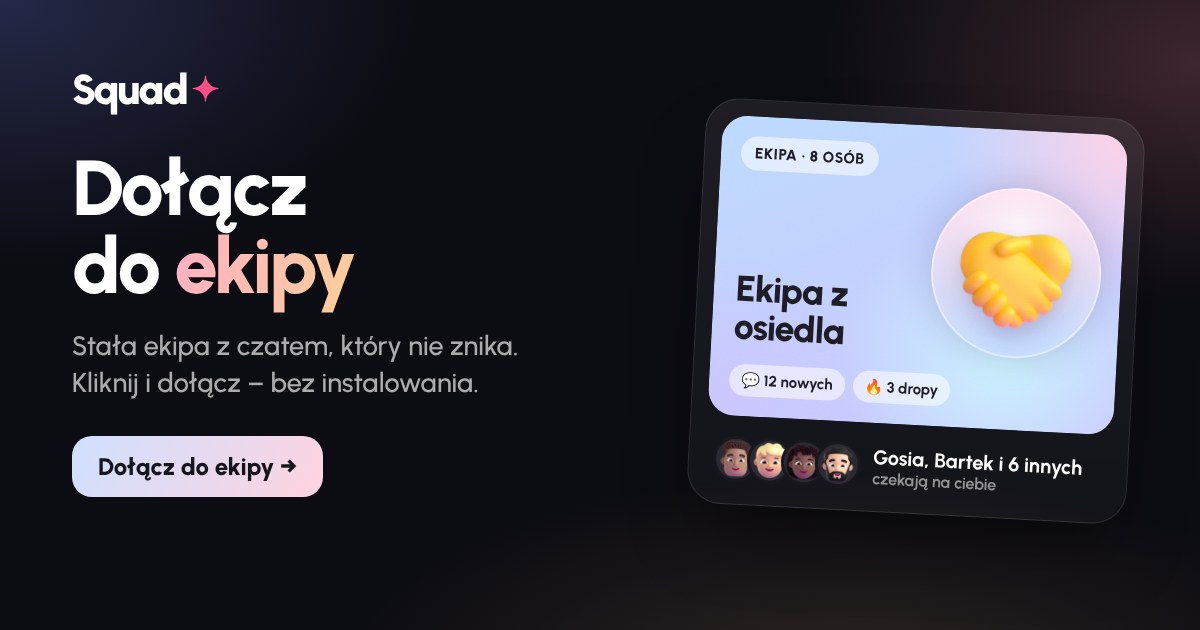 Squad
Dołącz
do ekipy
Stała ekipa z czatem, który nie znika.
Kliknij i dołącz – bez instalowania.
Dołącz do ekipy →
EKIPA · 8 OSÓB
Ekipa z
osiedla
💬 12 nowych
🔥 3 dropy
Gosia, Bartek i 6 innych
czekają na ciebie